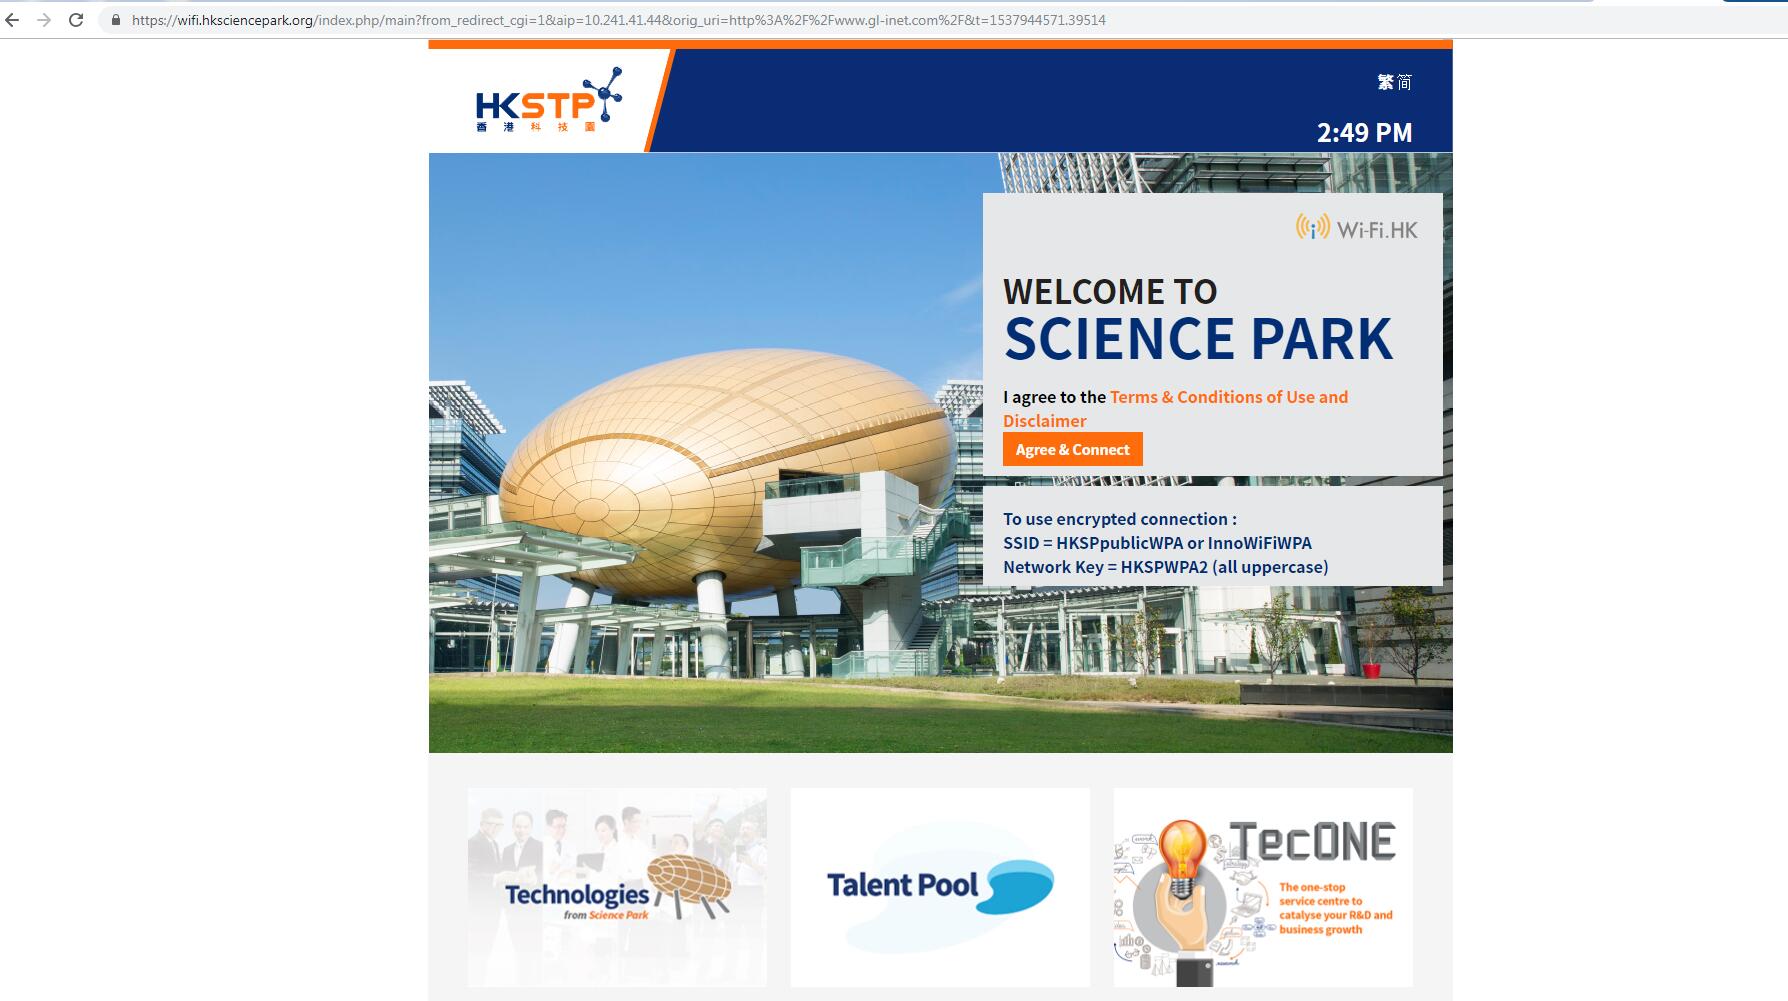 https://wifi.hksciencepark.org/index.php/main?from_redirect_cgi=1&aip=10.241.41.44&orig_uri=http%3A%2F%2Fwww.gl-inet.com%2F&t=1537944571.39514
HKSTP
香港科技園
繁 简
2:49 PM
Wi-Fi.HK
WELCOME TO
SCIENCE PARK
I agree to the Terms & Conditions of Use and
Disclaimer
Agree & Connect
To use encrypted connection :
SSID = HKSPpublicWPA or InnoWiFiWPA
Network Key = HKSPWPA2 (all uppercase)
Technologies
from Science Park
Talent Pool
TecONE
The one-stop
service centre to
catalyse your R&D and
business growth